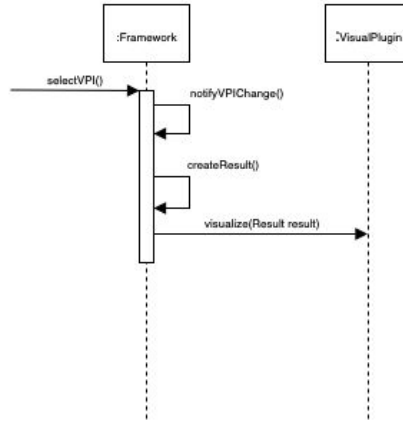 :Framework
:VisualPlugin
selectVPI()
notifyVPIChange()
createResult()
visualize(Result result)